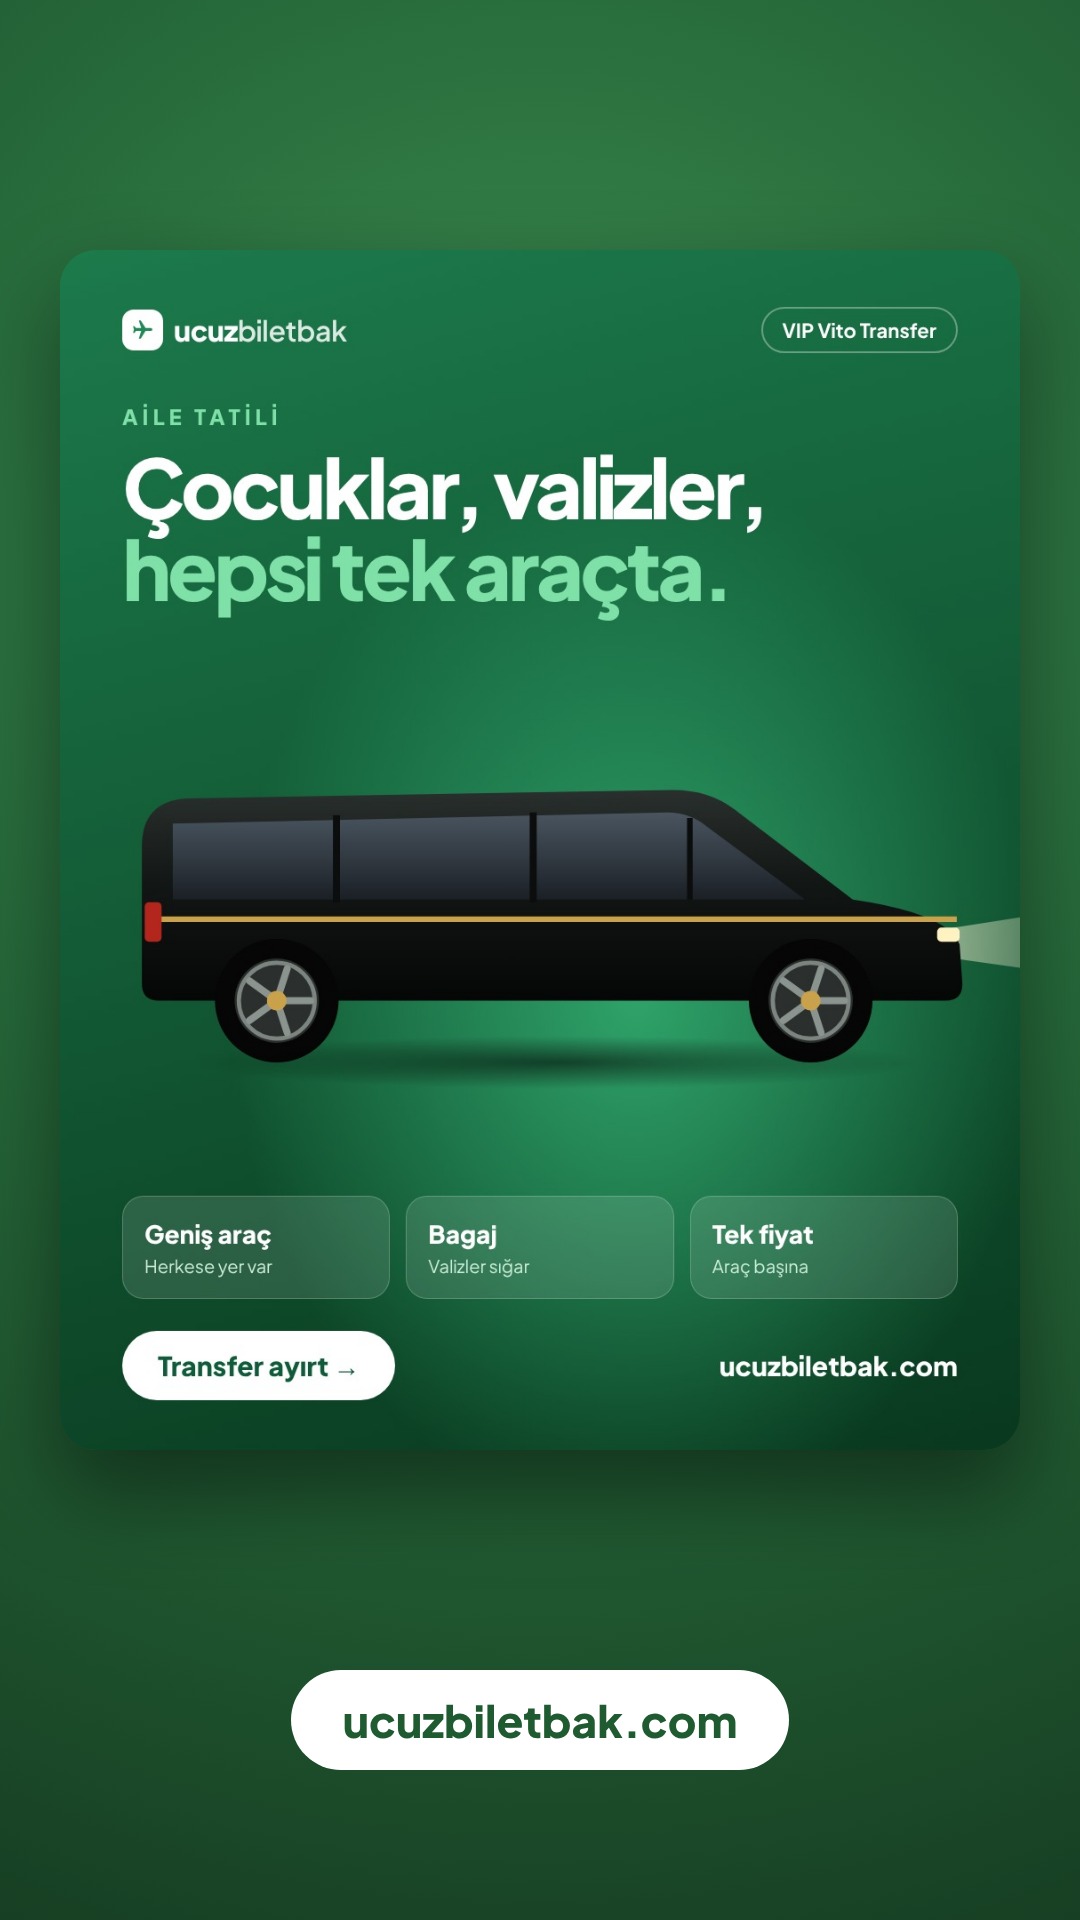 ucuzbiletbak
VIP Vito Transfer
AİLE TATİLİ
Çocuklar, valizler,
hepsi tek araçta.
Geniş araç
Herkese yer var
Bagaj
Valizler sığar
Tek fiyat
Araç başına
Transfer ayırt →
ucuzbiletbak.com
ucuzbiletbak.com